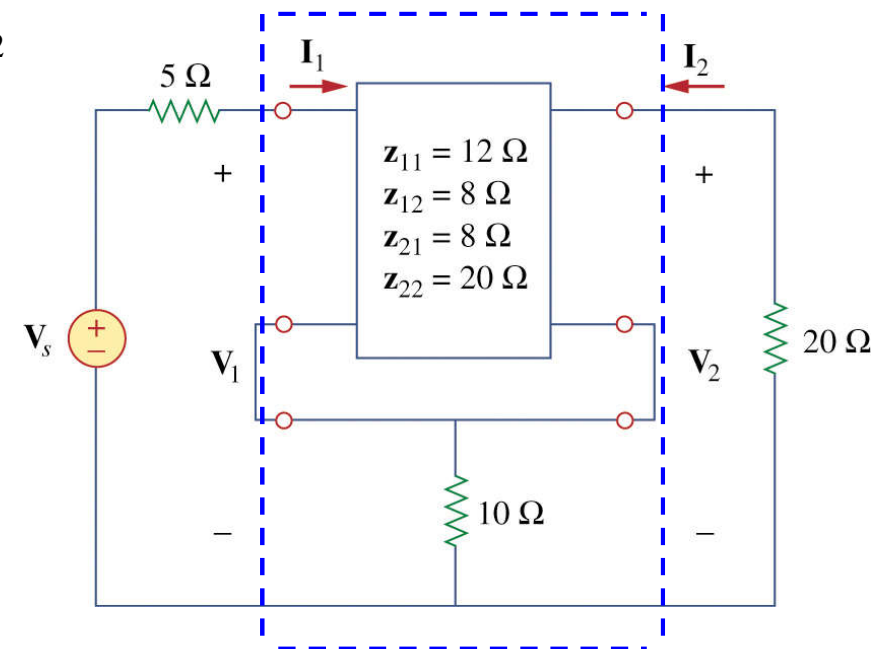 2
5 Ω
I₁
I₂
z₁₁ = 12 Ω
z₁₂ = 8 Ω
z₂₁ = 8 Ω
z₂₂ = 20 Ω
+
+
Vₛ
+
−
V₁
V₂
20 Ω
10 Ω
−
−